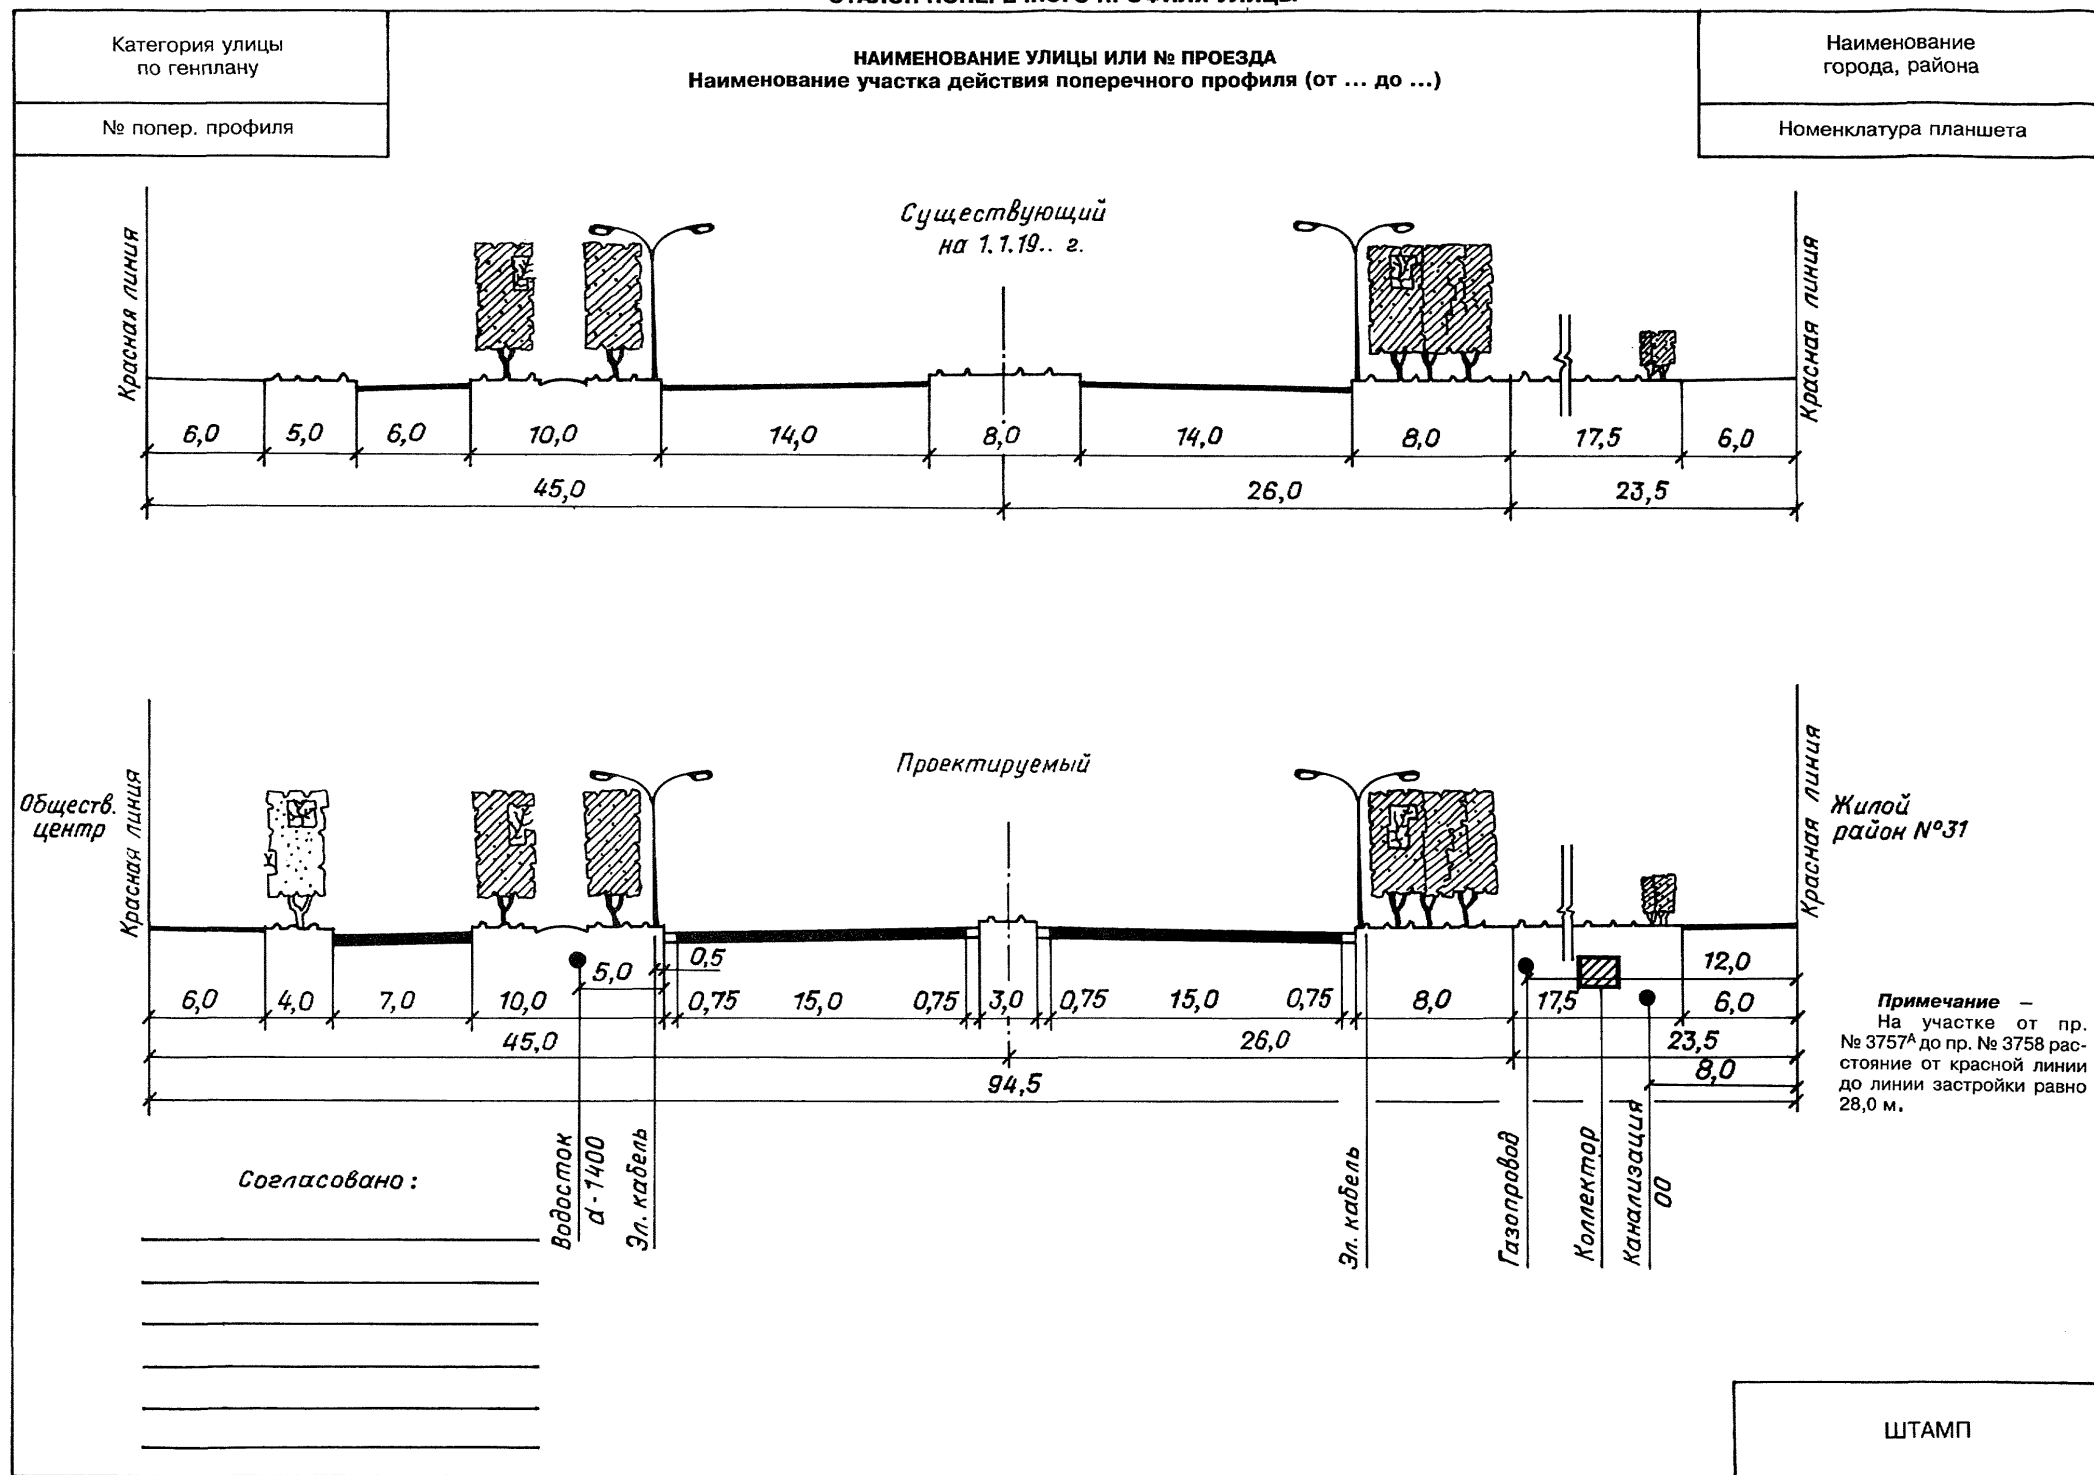 ЭТАЛОН ПОПЕРЕЧНОГО ПРОФИЛЯ УЛИЦЫ
Категория улицы
по генплану
№ попер. профиля
НАИМЕНОВАНИЕ УЛИЦЫ ИЛИ № ПРОЕЗДА
Наименование участка действия поперечного профиля (от ... до ...)
Наименование
города, района
Номенклатура планшета
Существующий
на 1.1.19.. г.
Красная линия
Красная линия
6,0 5,0 6,0 10,0 14,0 8,0 14,0 8,0 17,5 6,0
45,0 26,0 23,5
Проектируемый
Обществ.
центр
Красная линия
Красная линия
Жилой
район №31
5,0 0,5 12,0
6,0 4,0 7,0 10,0 0,75 15,0 0,75 3,0 0,75 15,0 0,75 8,0 17,5 6,0
45,0 26,0 23,5
8,0
94,5
Примечание –
На участке от пр.
№ 3757А до пр. № 3758 рас-
стояние от красной линии
до линии застройки равно
28,0 м.
Водосток
d-1400
Эл. кабель
Эл. кабель
Газопровод
Коллектор
Канализация
00
Согласовано :
ШТАМП